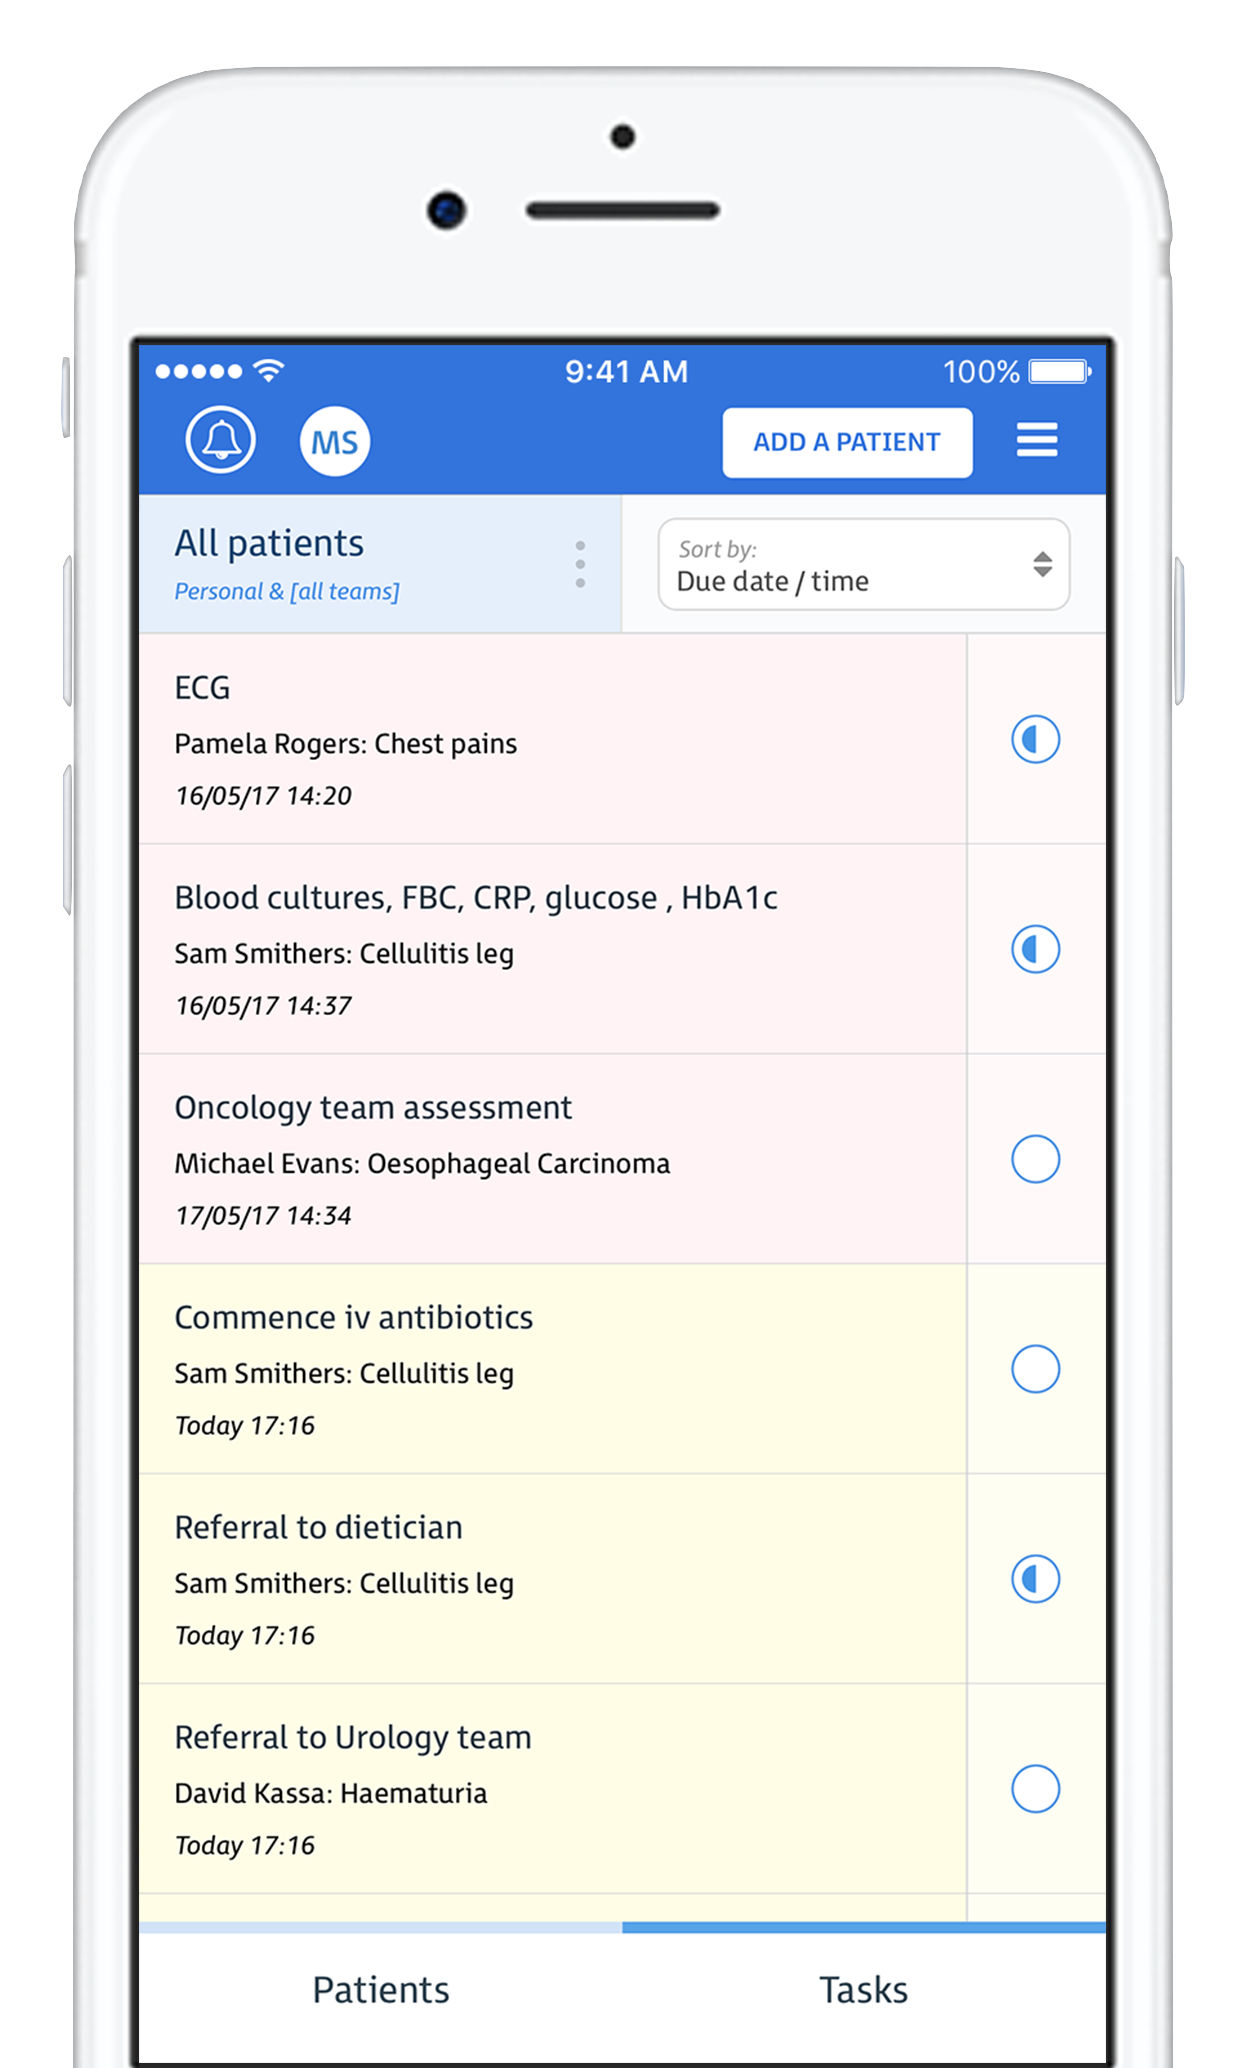 9:41 AM
100%
MS
ADD A PATIENT
All patients
Personal & [all teams]
Sort by:
Due date / time
ECG
Pamela Rogers: Chest pains
16/05/17 14:20
Blood cultures, FBC, CRP, glucose , HbA1c
Sam Smithers: Cellulitis leg
16/05/17 14:37
Oncology team assessment
Michael Evans: Oesophageal Carcinoma
17/05/17 14:34
Commence iv antibiotics
Sam Smithers: Cellulitis leg
Today 17:16
Referral to dietician
Sam Smithers: Cellulitis leg
Today 17:16
Referral to Urology team
David Kassa: Haematuria
Today 17:16
Patients
Tasks